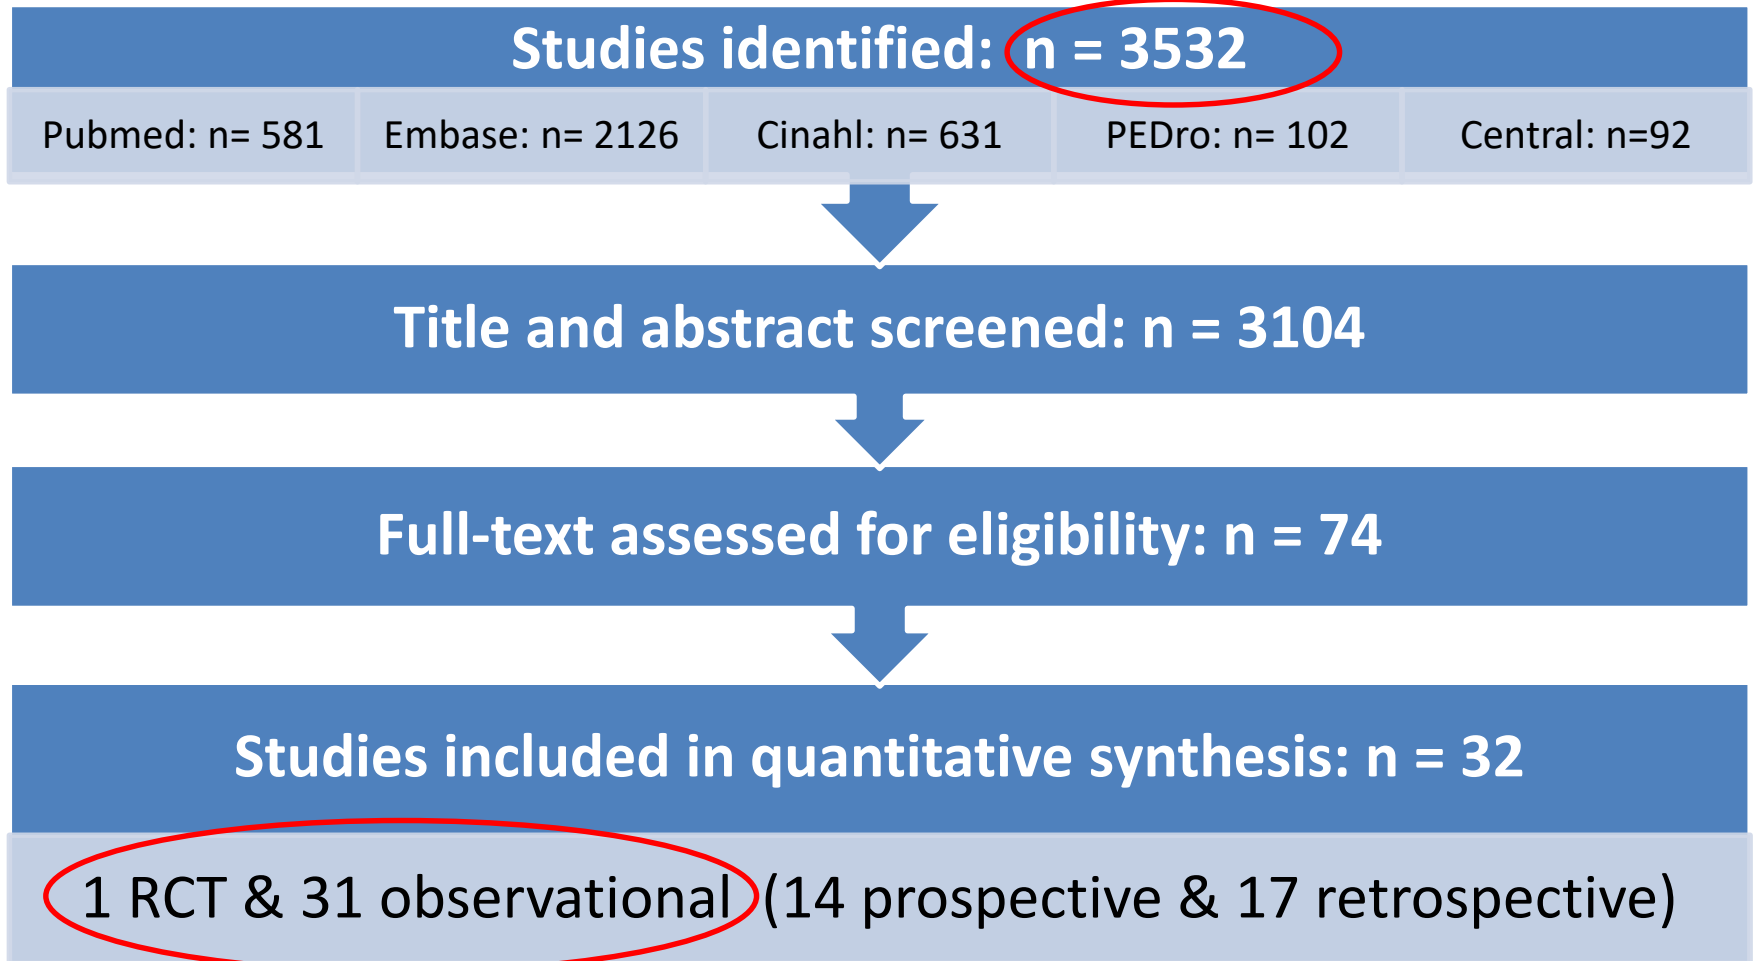 Studies identified: n = 3532
Pubmed: n= 581 Embase: n= 2126 Cinahl: n= 631 PEDro: n= 102 Central: n=92
Title and abstract screened: n = 3104
Full-text assessed for eligibility: n = 74
Studies included in quantitative synthesis: n = 32
1 RCT & 31 observational (14 prospective & 17 retrospective)